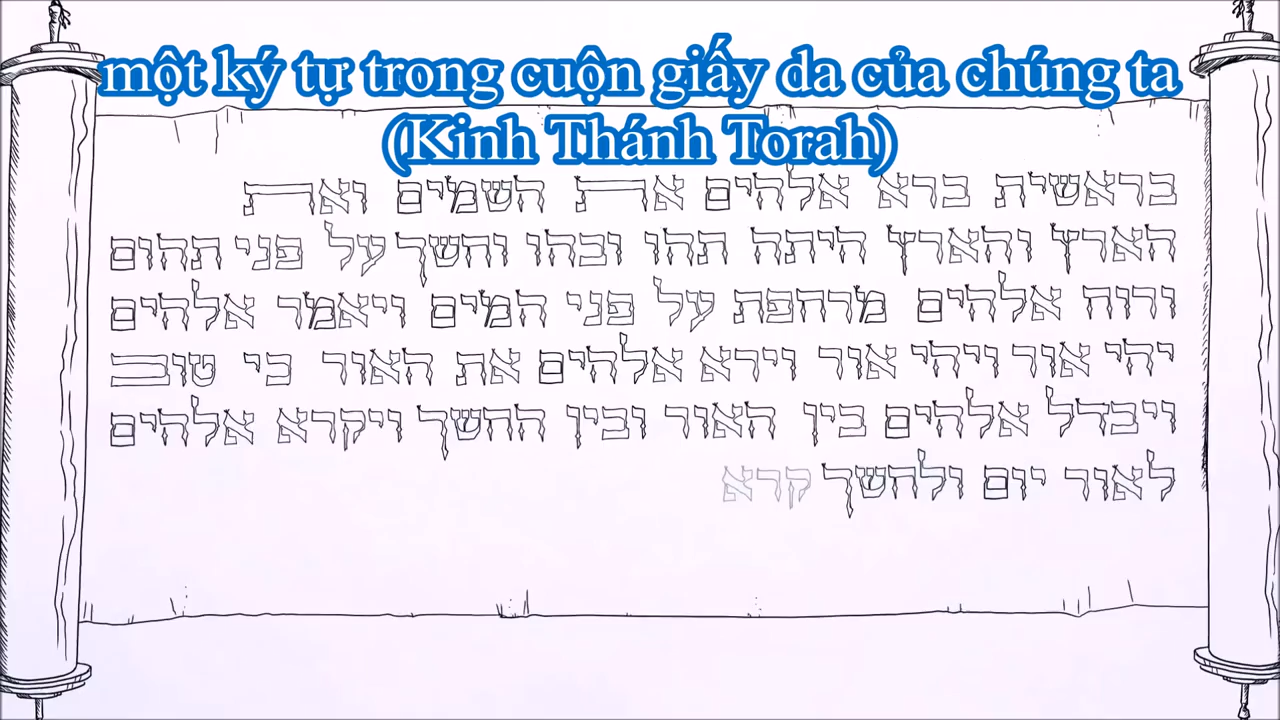 một ký tự trong cuộn giấy da của chúng ta
(Kinh Thánh Torah)
בראשית ברא אלהים את השמים ואת
הארץ והארץ היתה תהו ובהו וחשך על פני תהום
ורוח אלהים מרחפת על פני המים ויאמר אלהים
יהי אור ויהי אור וירא אלהים את האור כי טוב
ויבדל אלהים בין האור ובין החשך ויקרא אלהים
לאור יום ולחשך קרא